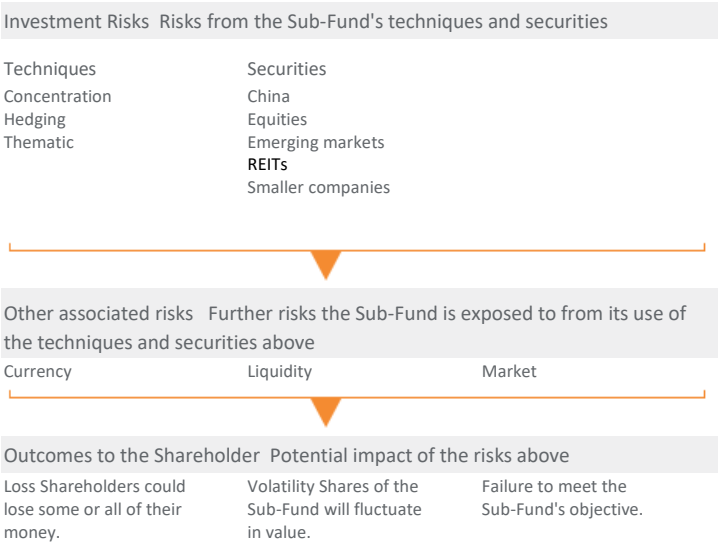 Investment Risks Risks from the Sub-Fund's techniques and securities
Techniques
Concentration
Hedging
Thematic
Securities
China
Equities
Emerging markets
REITs
Smaller companies
Other associated risks Further risks the Sub-Fund is exposed to from its use of
the techniques and securities above
Currency
Liquidity
Market
Outcomes to the Shareholder Potential impact of the risks above
Loss Shareholders could
lose some or all of their
money.
Volatility Shares of the
Sub-Fund will fluctuate
in value.
Failure to meet the
Sub-Fund's objective.